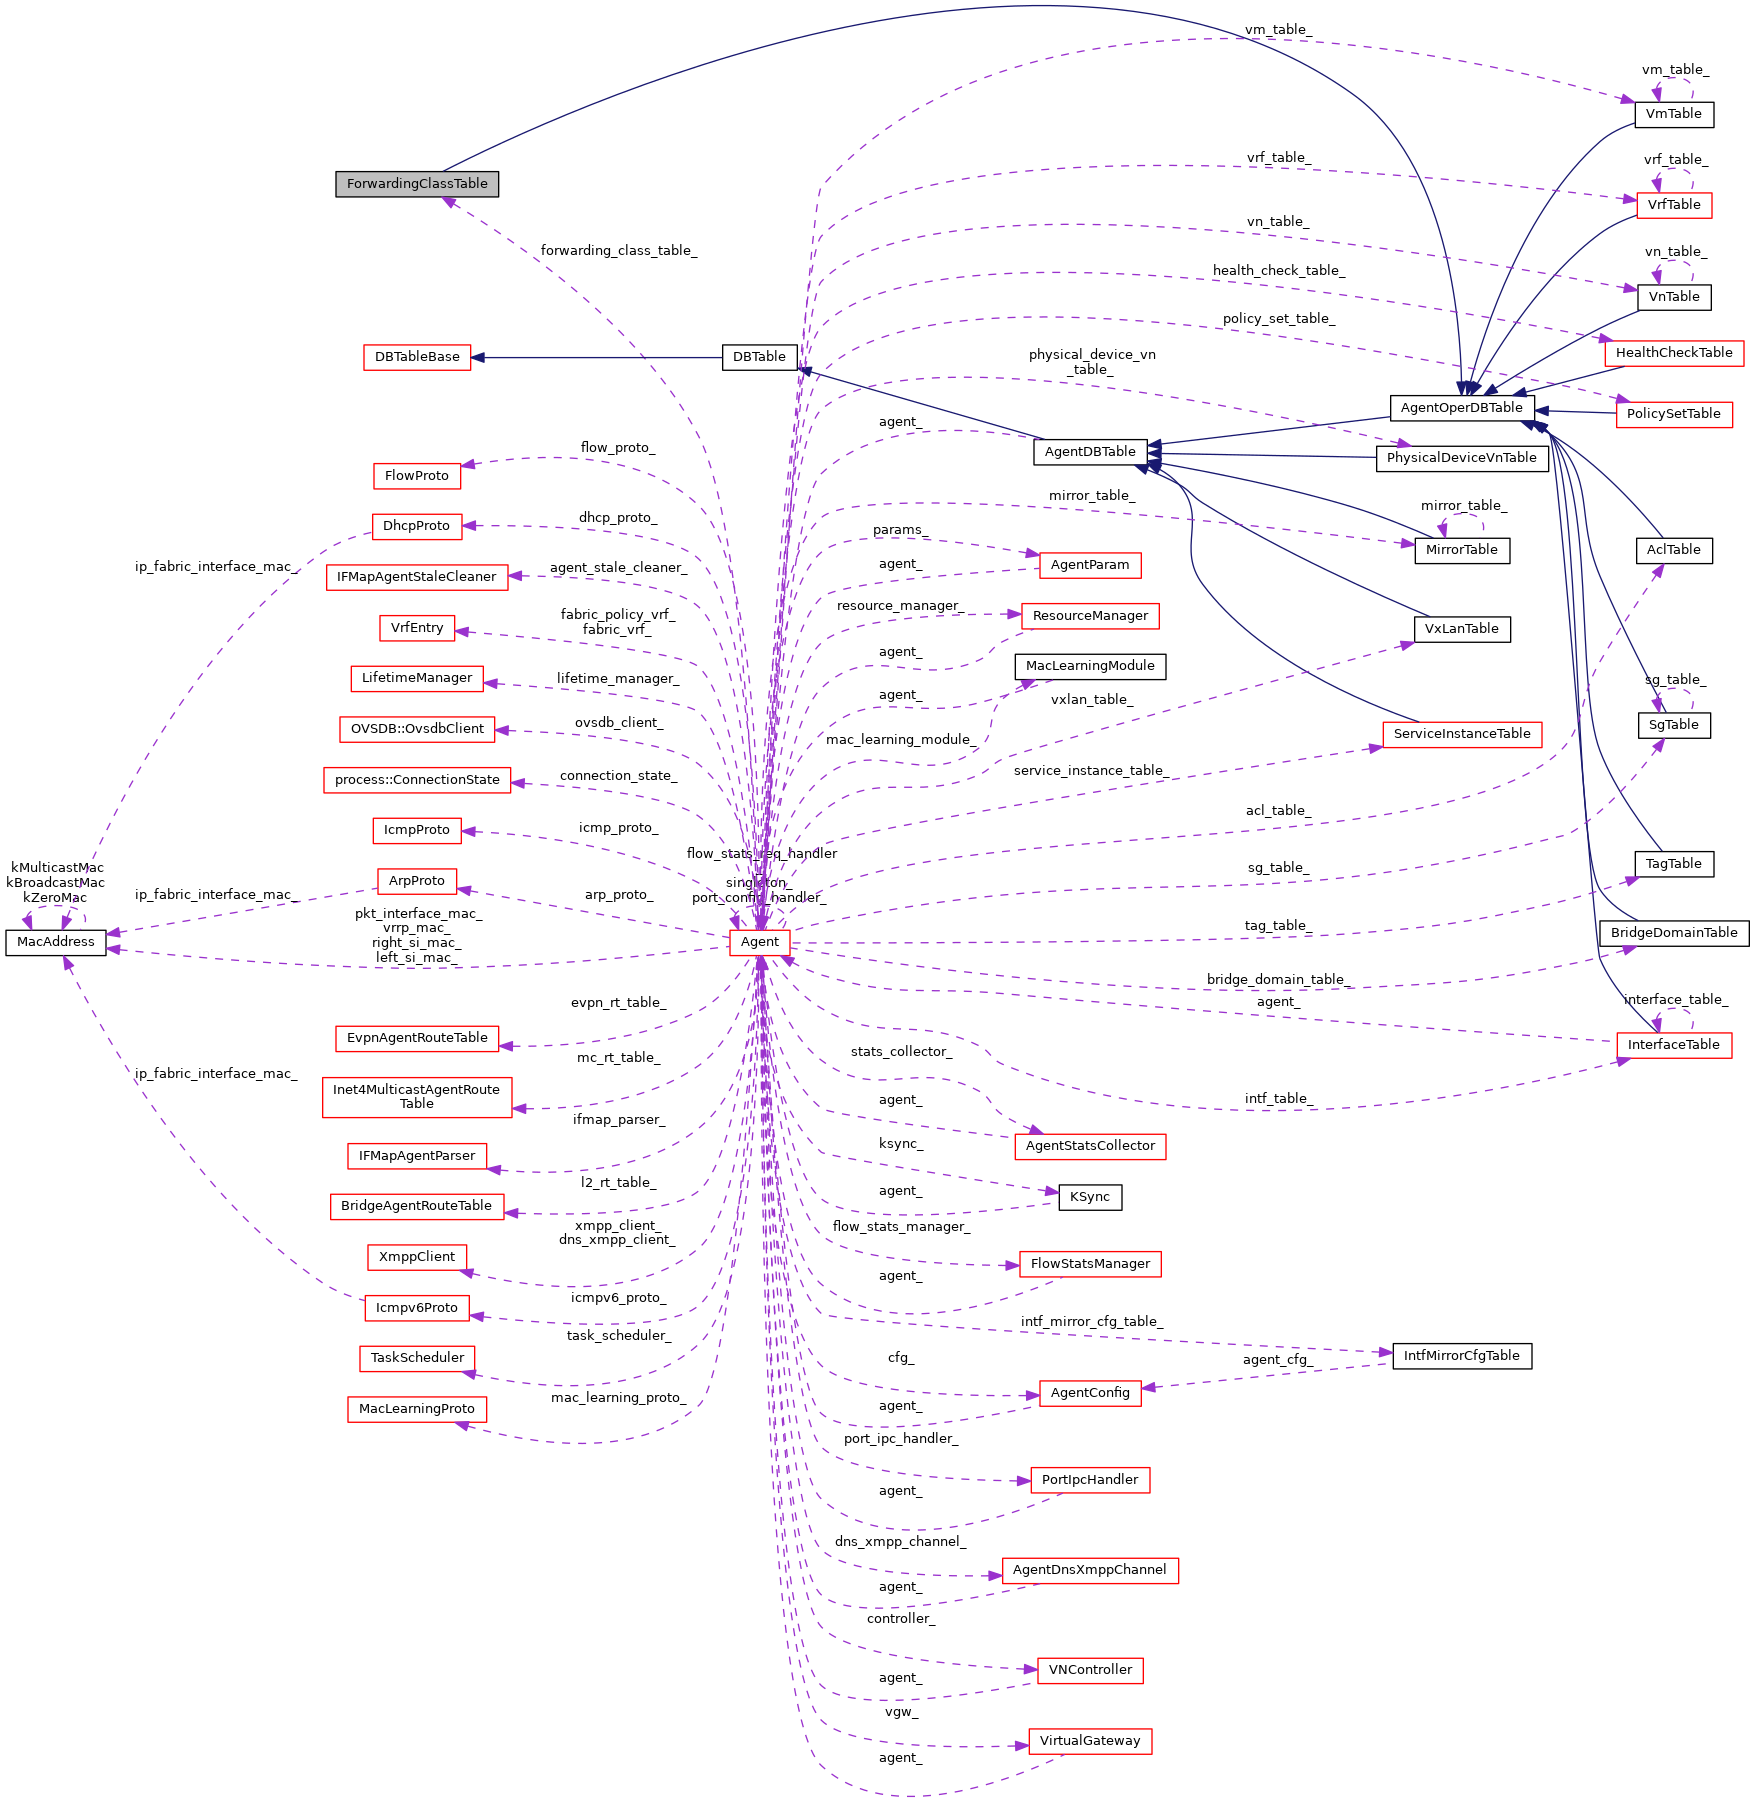 vm_table_
vm_table_
VmTable
vrf_table_
vrf_table_
ForwardingClassTable
VrfTable
vn_table_
forwarding_class_table_
vn_table_
health_check_table_
VnTable
policy_set_table_
DBTableBase
DBTable
physical_device_vn
_table_
HealthCheckTable
AgentOperDBTable
PolicySetTable
agent_
AgentDBTable
PhysicalDeviceVnTable
flow_proto_
FlowProto
mirror_table_
mirror_table_
dhcp_proto_
DhcpProto
params_
MirrorTable
AclTable
ip_fabric_interface_mac_
agent_stale_cleaner_
IFMapAgentStaleCleaner
agent_
AgentParam
resource_manager_
fabric_policy_vrf_
fabric_vrf_
VrfEntry
ResourceManager
VxLanTable
agent_
MacLearningModule
lifetime_manager_
LifetimeManager
agent_
vxlan_table_
sg_table_
ovsdb_client_
OVSDB::OvsdbClient
mac_learning_module_
ServiceInstanceTable
SgTable
connection_state_
process::ConnectionState
service_instance_table_
icmp_proto_
IcmpProto
acl_table_
flow_stats_req_handler
_
singleton_
port_config_handler_
kMulticastMac
kBroadcastMac
kZeroMac
sg_table_
TagTable
ArpProto
arp_proto_
ip_fabric_interface_mac_
pkt_interface_mac_
vrrp_mac_
right_si_mac_
left_si_mac_
MacAddress
Agent
tag_table_
BridgeDomainTable
bridge_domain_table_
evpn_rt_table_
agent_
interface_table_
EvpnAgentRouteTable
InterfaceTable
mc_rt_table_
stats_collector_
ip_fabric_interface_mac_
Inet4MulticastAgentRoute
Table
agent_
intf_table_
ifmap_parser_
IFMapAgentParser
AgentStatsCollector
ksync_
l2_rt_table_
BridgeAgentRouteTable
agent_
KSync
xmpp_client_
dns_xmpp_client_
flow_stats_manager_
XmppClient
agent_
FlowStatsManager
icmpv6_proto_
Icmpv6Proto
intf_mirror_cfg_table_
task_scheduler_
TaskScheduler
cfg_
agent_cfg_
IntfMirrorCfgTable
mac_learning_proto_
MacLearningProto
agent_
AgentConfig
port_ipc_handler_
PortIpcHandler
agent_
dns_xmpp_channel_
AgentDnsXmppChannel
agent_
controller_
VNController
agent_
vgw_
VirtualGateway
agent_